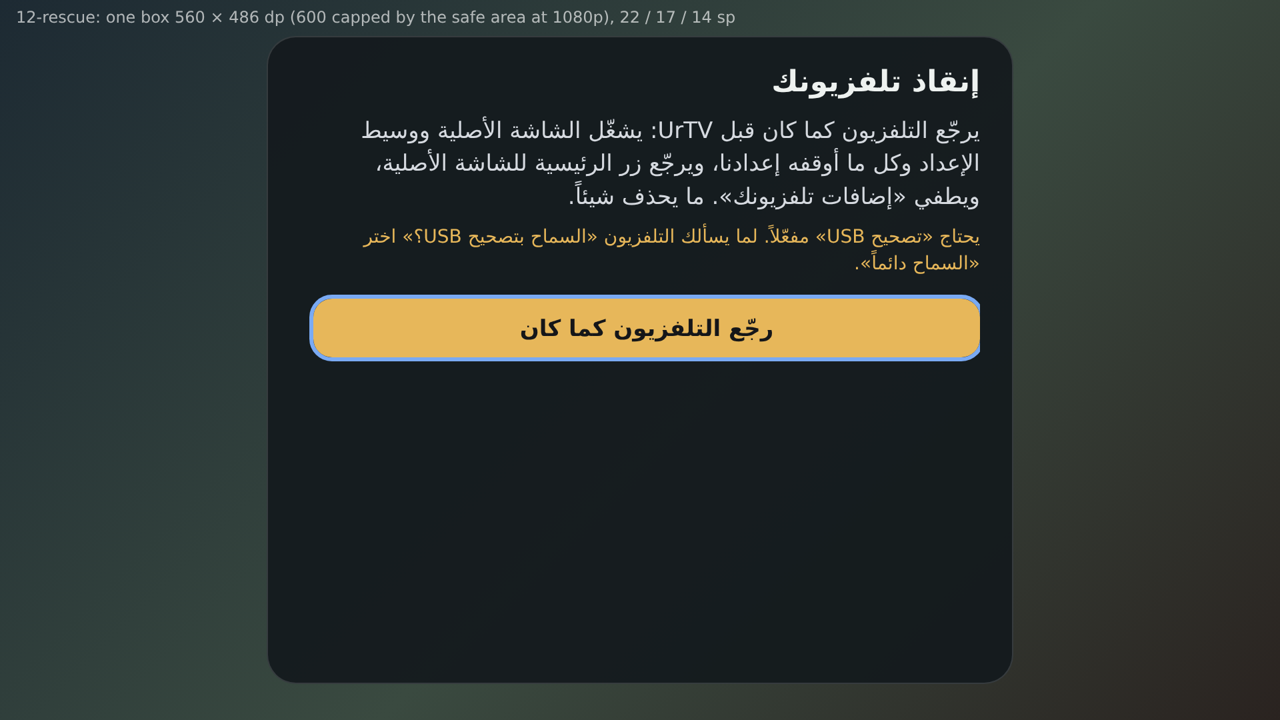 12-rescue: one box 560 × 486 dp (600 capped by the safe area at 1080p), 22 / 17 / 14 sp
إنقاذ تلفزيونك
يرجّع التلفزيون كما كان قبل UrTV: يشغّل الشاشة الأصلية ووسيط
الإعداد وكل ما أوقفه إعدادنا، ويرجّع زر الرئيسية للشاشة الأصلية،
ويطفي «إضافات تلفزيونك». ما يحذف شيئاً.
يحتاج «تصحيح USB» مفعّلاً. لما يسألك التلفزيون «السماح بتصحيح USB؟» اختر
«السماح دائماً».
رجّع التلفزيون كما كان